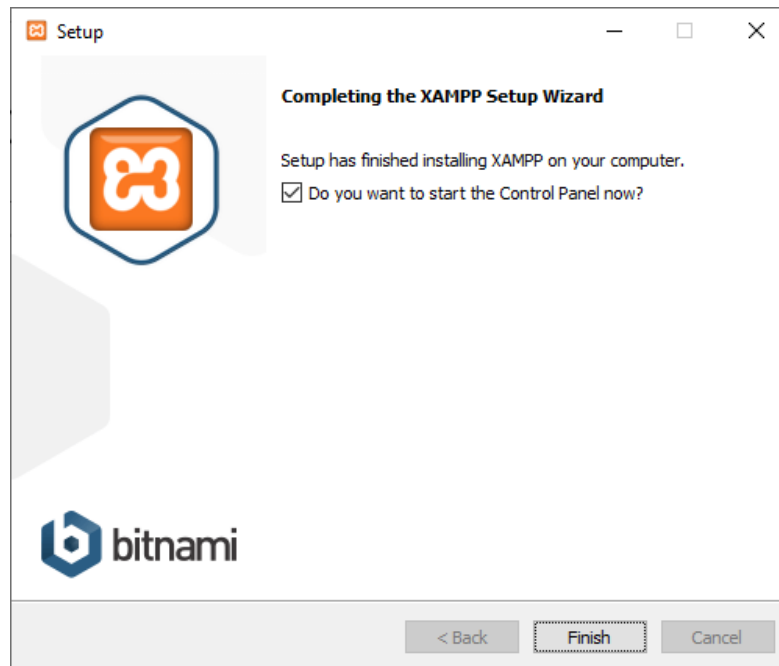 Setup
Completing the XAMPP Setup Wizard
Setup has finished installing XAMPP on your computer.
Do you want to start the Control Panel now?
bitnami
< Back
Finish
Cancel